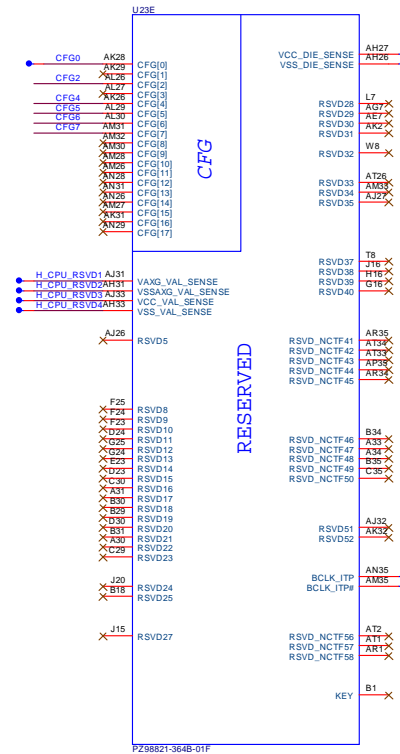 U23E
CFG0 AK28 CFG[0]
AK29 CFG[1]
CFG2 AL26 CFG[2]
AL27 CFG[3]
CFG4 AK26 CFG[4]
CFG5 AL29 CFG[5]
CFG6 AL30 CFG[6]
CFG7 AM31 CFG[7]
AM32 CFG[8]
AM30 CFG[9]
AM28 CFG[10]
AM26 CFG[11]
AN28 CFG[12]
AN31 CFG[13]
AN26 CFG[14]
AM27 CFG[15]
AK31 CFG[16]
AN29 CFG[17]
CFG
H_CPU_RSVD1 AJ31 VAXG_VAL_SENSE
H_CPU_RSVD2 AH31 VSSAXG_VAL_SENSE
H_CPU_RSVD3 AJ33 VCC_VAL_SENSE
H_CPU_RSVD4 AH33 VSS_VAL_SENSE
AJ26 RSVD5
F25 RSVD8
F24 RSVD9
F23 RSVD10
D24 RSVD11
G25 RSVD12
G24 RSVD13
E23 RSVD14
D23 RSVD15
C30 RSVD16
A31 RSVD17
B30 RSVD18
B29 RSVD19
D30 RSVD20
B31 RSVD21
A30 RSVD22
C29 RSVD23
J20 RSVD24
B18 RSVD25
J15 RSVD27
RESERVED
VCC_DIE_SENSE AH27
VSS_DIE_SENSE AH26
RSVD28 L7
RSVD29 AG7
RSVD30 AE7
RSVD31 AK2
RSVD32 W8
RSVD33 AT26
RSVD34 AM33
RSVD35 AJ27
RSVD37 T8
RSVD38 J16
RSVD39 H16
RSVD40 G16
RSVD_NCTF41 AR35
RSVD_NCTF42 AT34
RSVD_NCTF43 AT33
RSVD_NCTF44 AP35
RSVD_NCTF45 AR34
RSVD_NCTF46 B34
RSVD_NCTF47 A33
RSVD_NCTF48 A34
RSVD_NCTF49 B35
RSVD_NCTF50 C35
RSVD51 AJ32
RSVD52 AK32
BCLK_ITP AN35
BCLK_ITP# AM35
RSVD_NCTF56 AT2
RSVD_NCTF57 AT1
RSVD_NCTF58 AR1
KEY B1
PZ98821-364B-01F